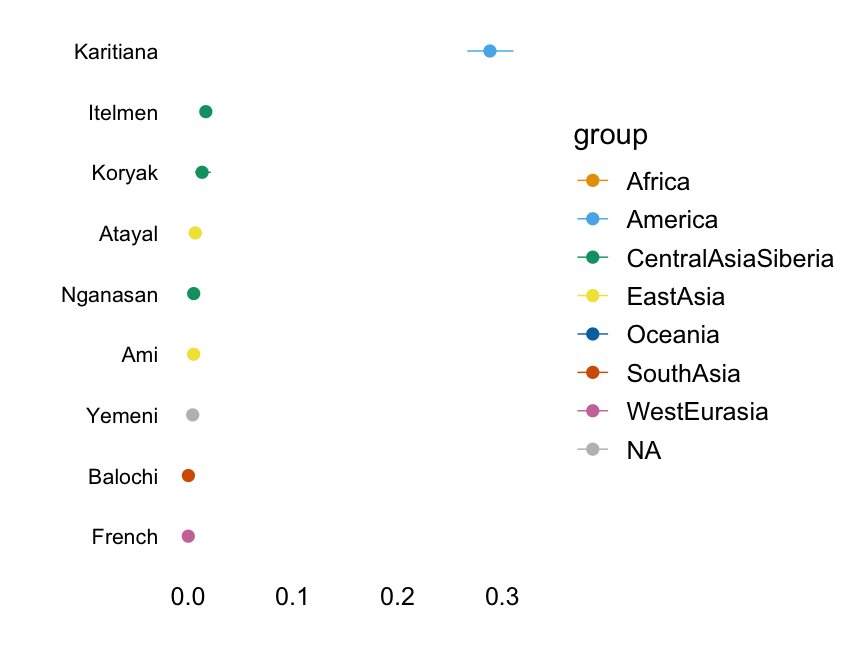 Karitiana
Itelmen
Koryak
Atayal
Nganasan
Ami
Yemeni
Balochi
French
0.0 0.1 0.2 0.3
group
Africa
America
CentralAsiaSiberia
EastAsia
Oceania
SouthAsia
WestEurasia
NA